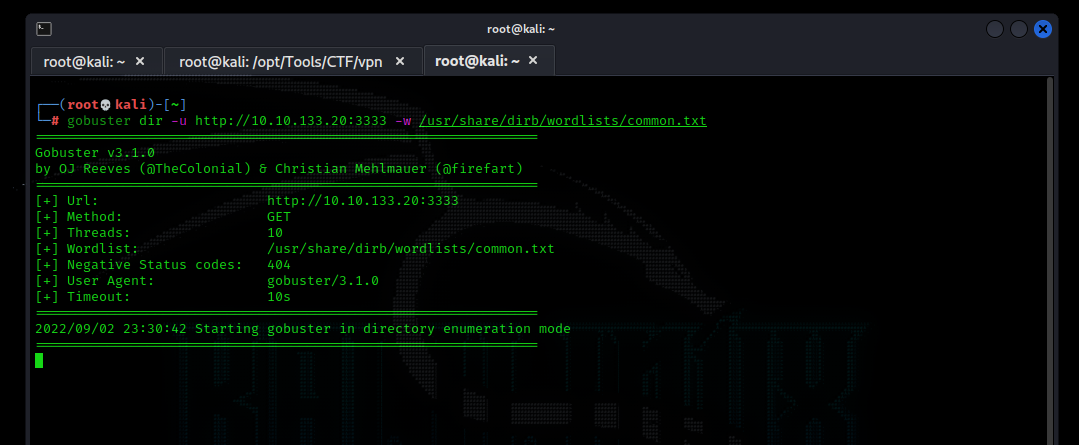 root@kali: ~
root@kali: ~ × root@kali: /opt/Tools/CTF/vpn × root@kali: ~ ×
┌──(root💀kali)-[~]
└─# gobuster dir -u http://10.10.133.20:3333 -w /usr/share/dirb/wordlists/common.txt
===============================================================
Gobuster v3.1.0
by OJ Reeves (@TheColonial) & Christian Mehlmauer (@firefart)
===============================================================
[+] Url: http://10.10.133.20:3333
[+] Method: GET
[+] Threads: 10
[+] Wordlist: /usr/share/dirb/wordlists/common.txt
[+] Negative Status codes: 404
[+] User Agent: gobuster/3.1.0
[+] Timeout: 10s
===============================================================
2022/09/02 23:30:42 Starting gobuster in directory enumeration mode
===============================================================